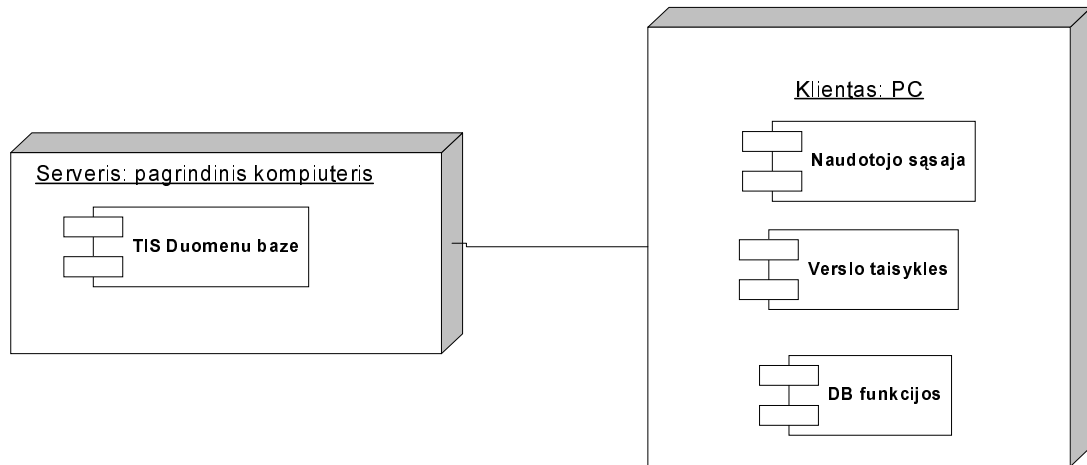 Serveris: pagrindinis kompiuteris
TIS Duomenu baze
Klientas: PC
Naudotojo sąsaja
Verslo taisykles
DB funkcijos